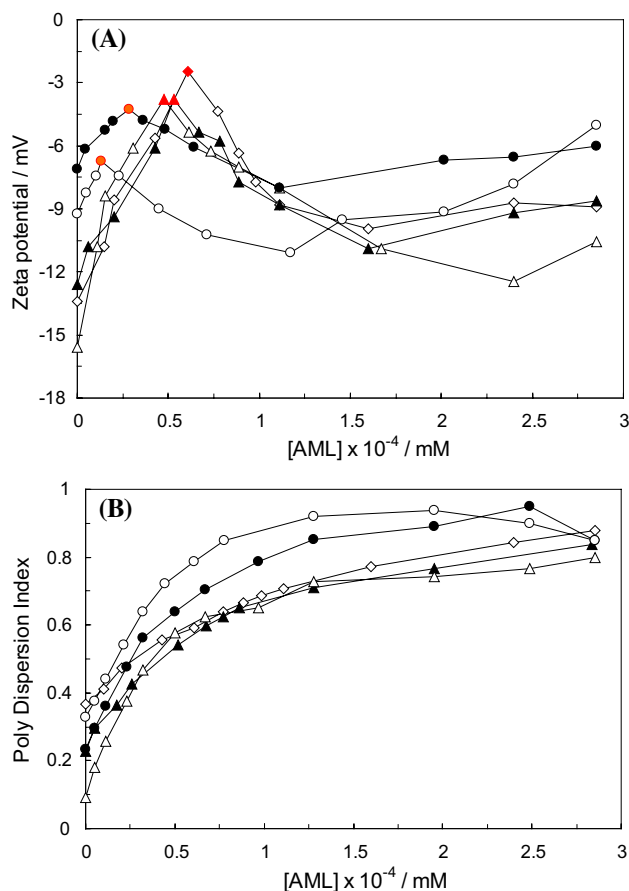 (A)
Zeta potential / mV
0
-3
-6
-9
-12
-15
-18
0 0.5 1 1.5 2 2.5 3
[AML] x 10⁻⁴ / mM
(B)
Poly Dispersion Index
1
0.8
0.6
0.4
0.2
0
0 0.5 1 1.5 2 2.5 3
[AML] x 10⁻⁴ / mM